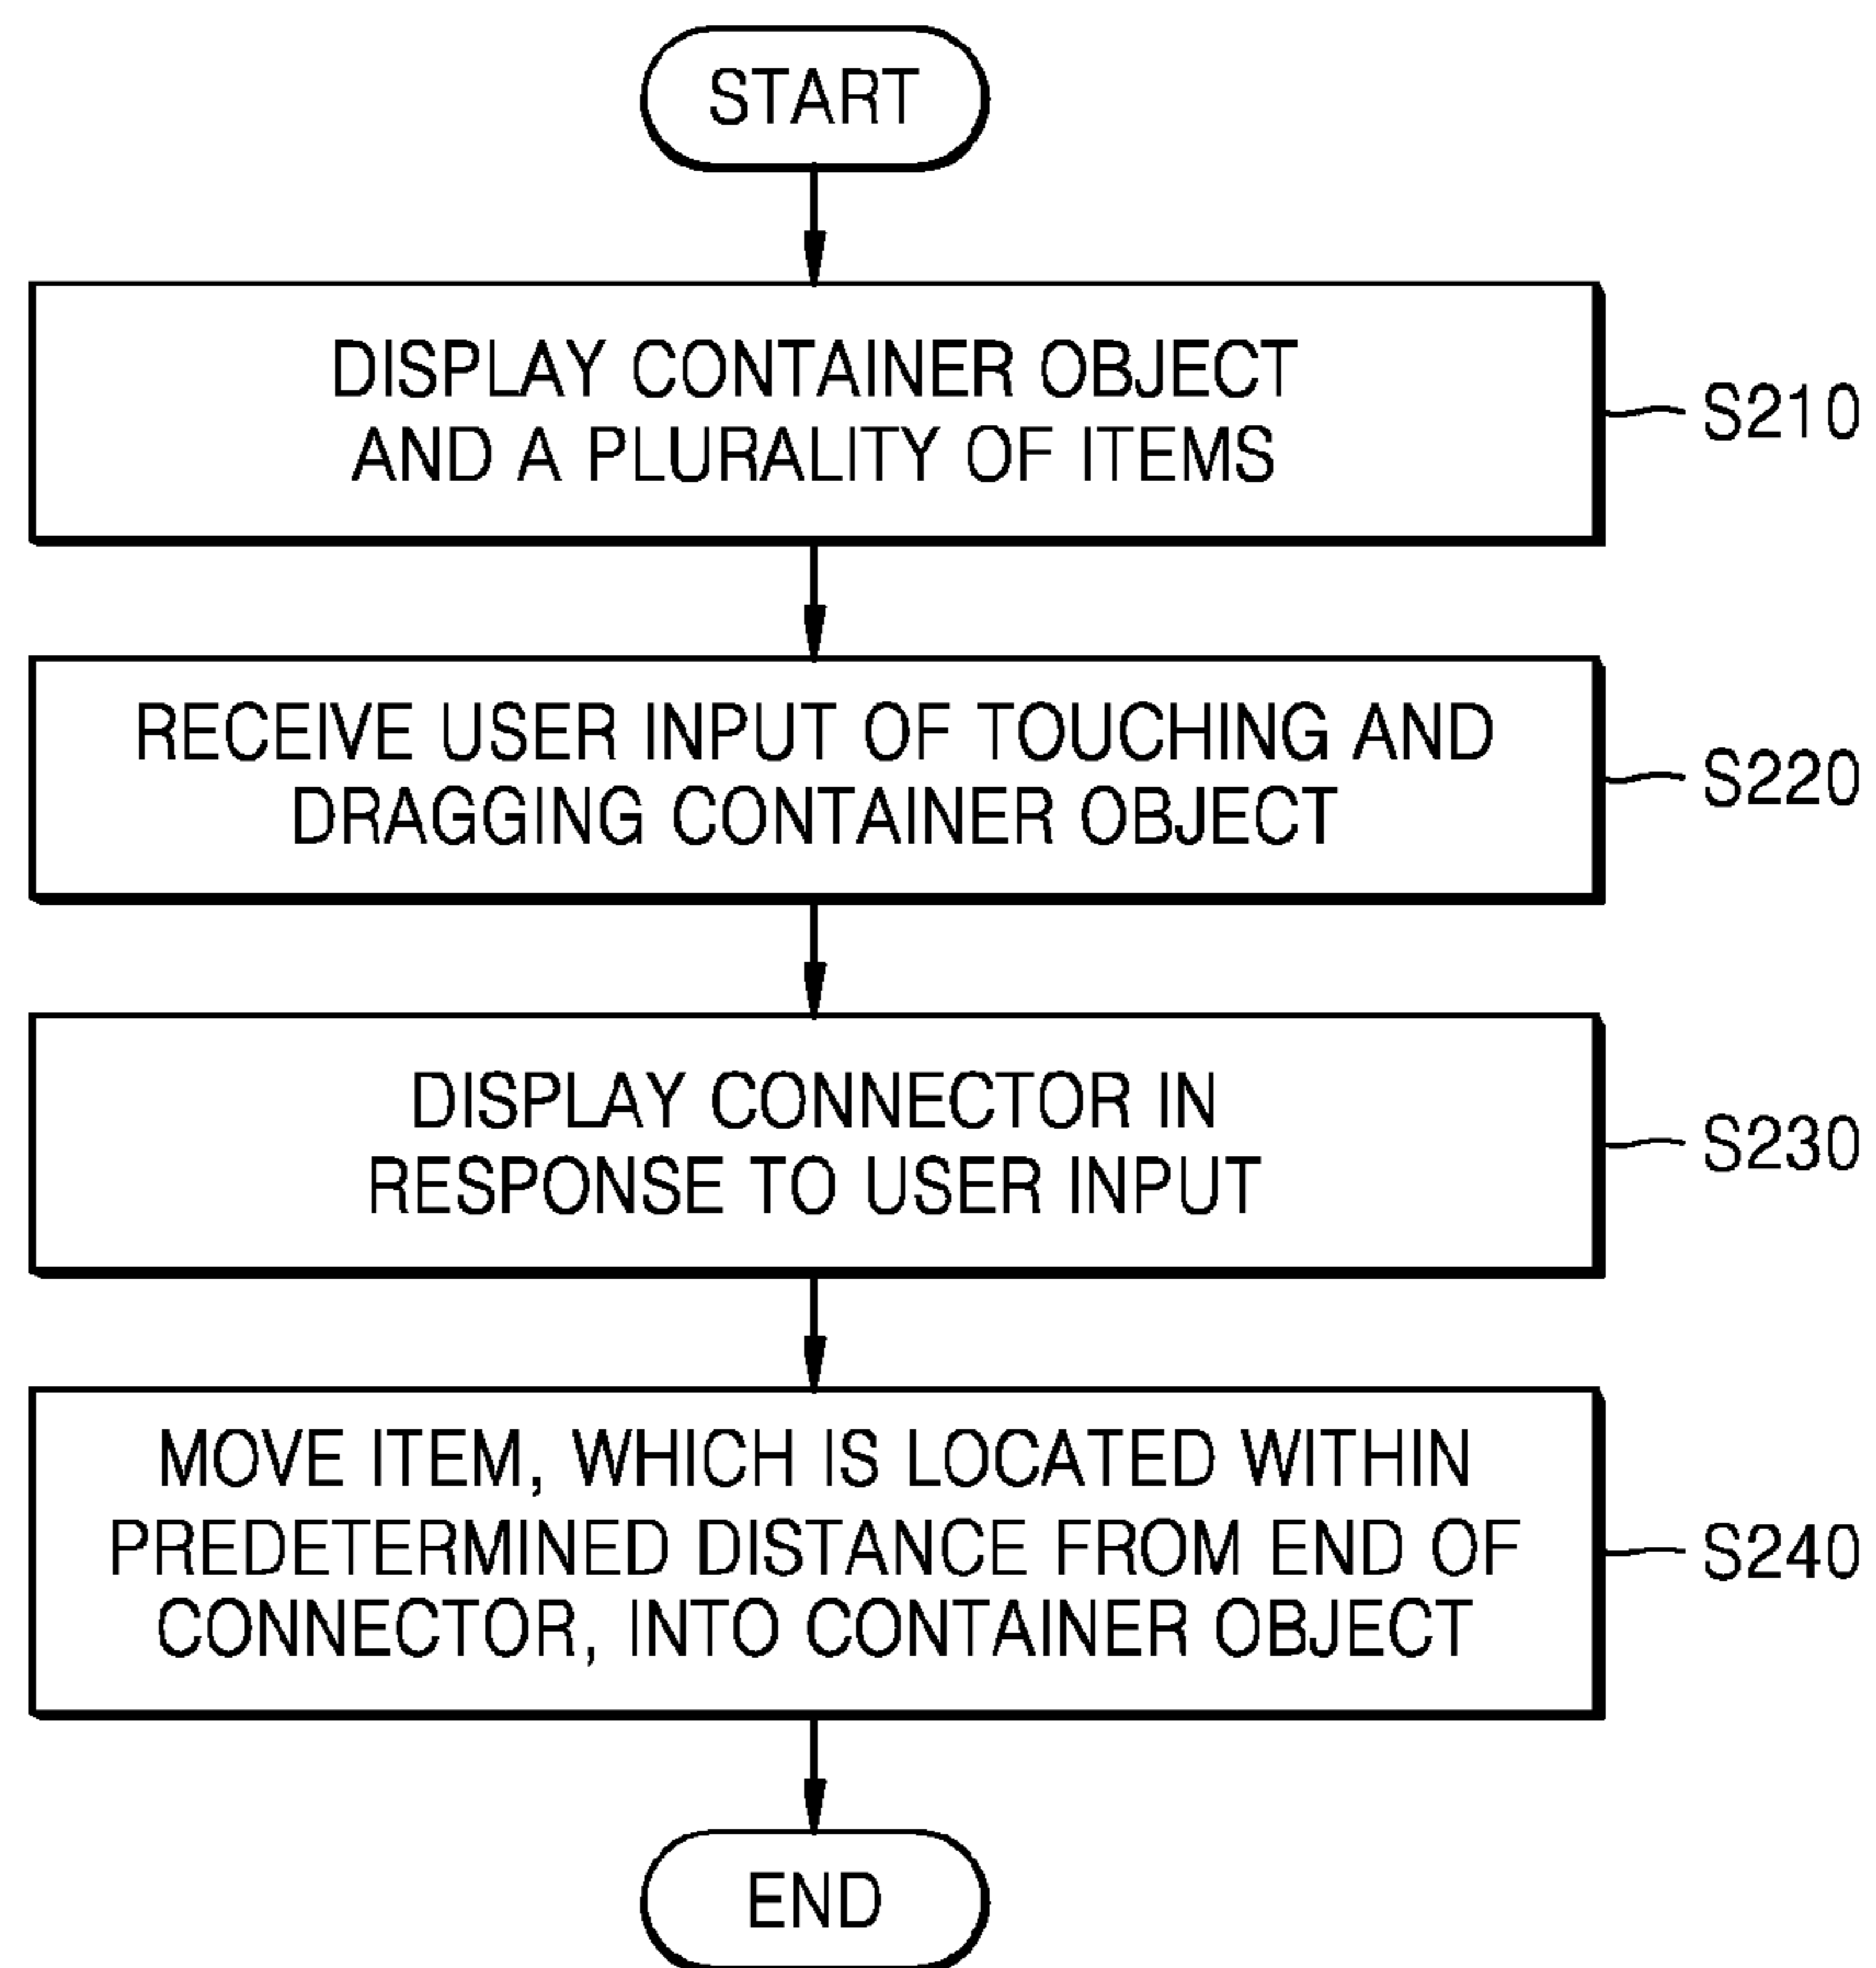 START
DISPLAY CONTAINER OBJECT
AND A PLURALITY OF ITEMS
S210
RECEIVE USER INPUT OF TOUCHING AND
DRAGGING CONTAINER OBJECT
S220
DISPLAY CONNECTOR IN
RESPONSE TO USER INPUT
S230
MOVE ITEM, WHICH IS LOCATED WITHIN
PREDETERMINED DISTANCE FROM END OF
CONNECTOR, INTO CONTAINER OBJECT
S240
END